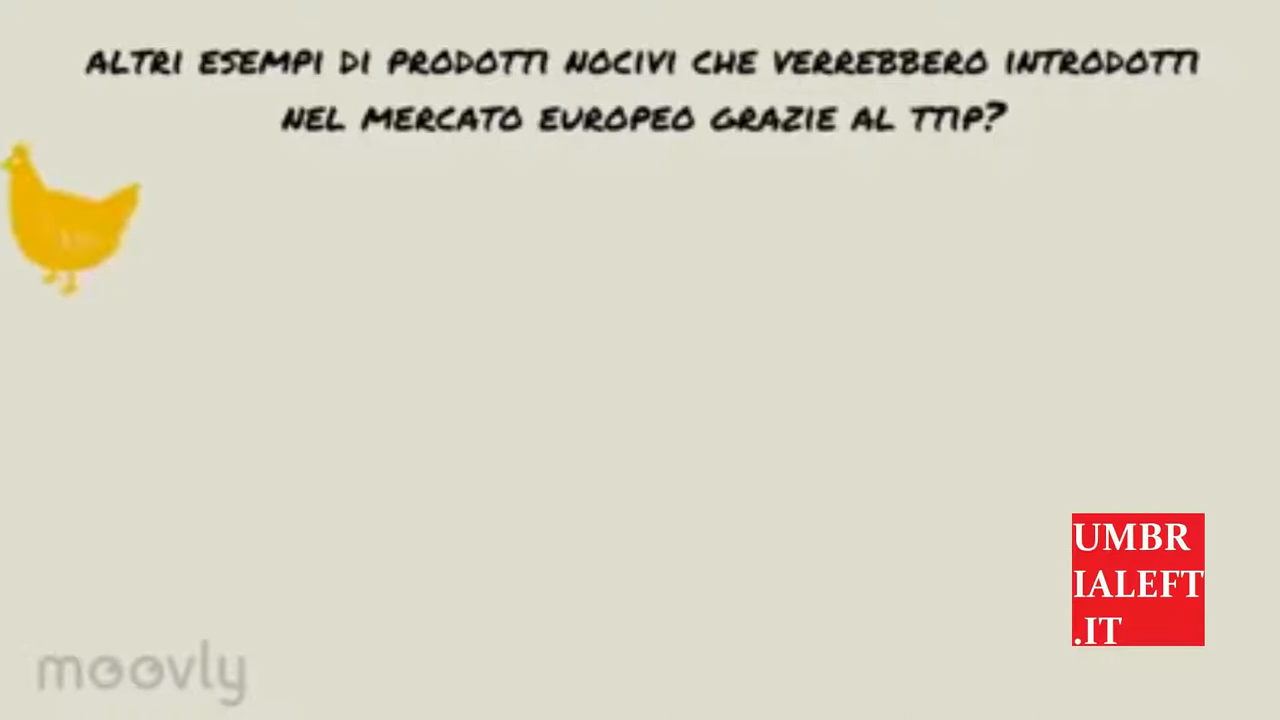 ALTRI ESEMPI DI PRODOTTI NOCIVI CHE VERREBBERO INTRODOTTI
NEL MERCATO EUROPEO GRAZIE AL TTIP?
UMBR
IALEFT
.IT
moovly